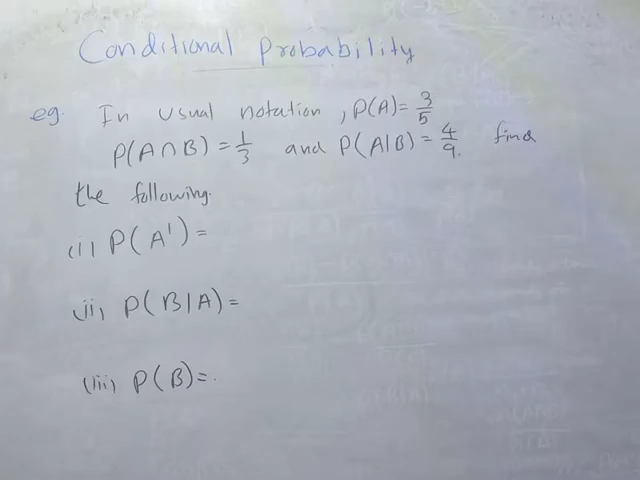 Conditional Probability
eg. In usual notation, P(A)=3/5
P(A∩B)=1/3 and P(A|B)=4/9. find
the following.
(i) P(A')=
(ii) P(B|A)=
(iii) P(B)=.